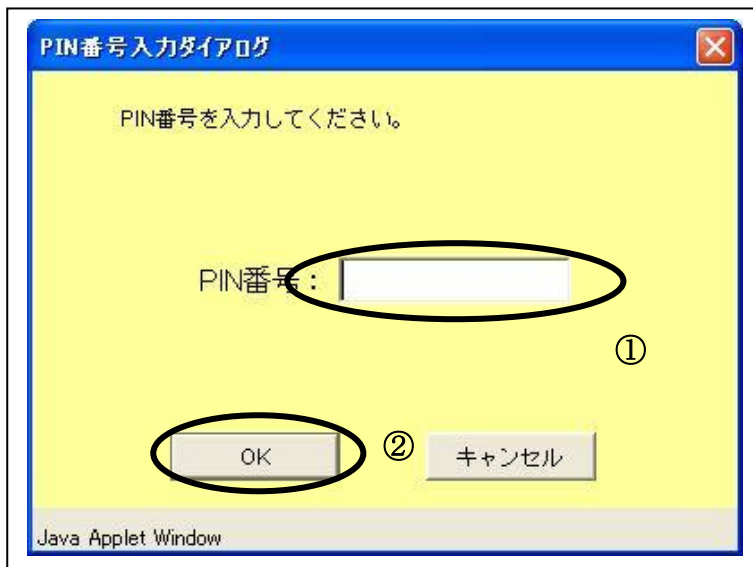 PIN番号入力ダイアログ
PIN番号を入力してください。
PIN番号：
①
OK
②
キャンセル
Java Applet Window